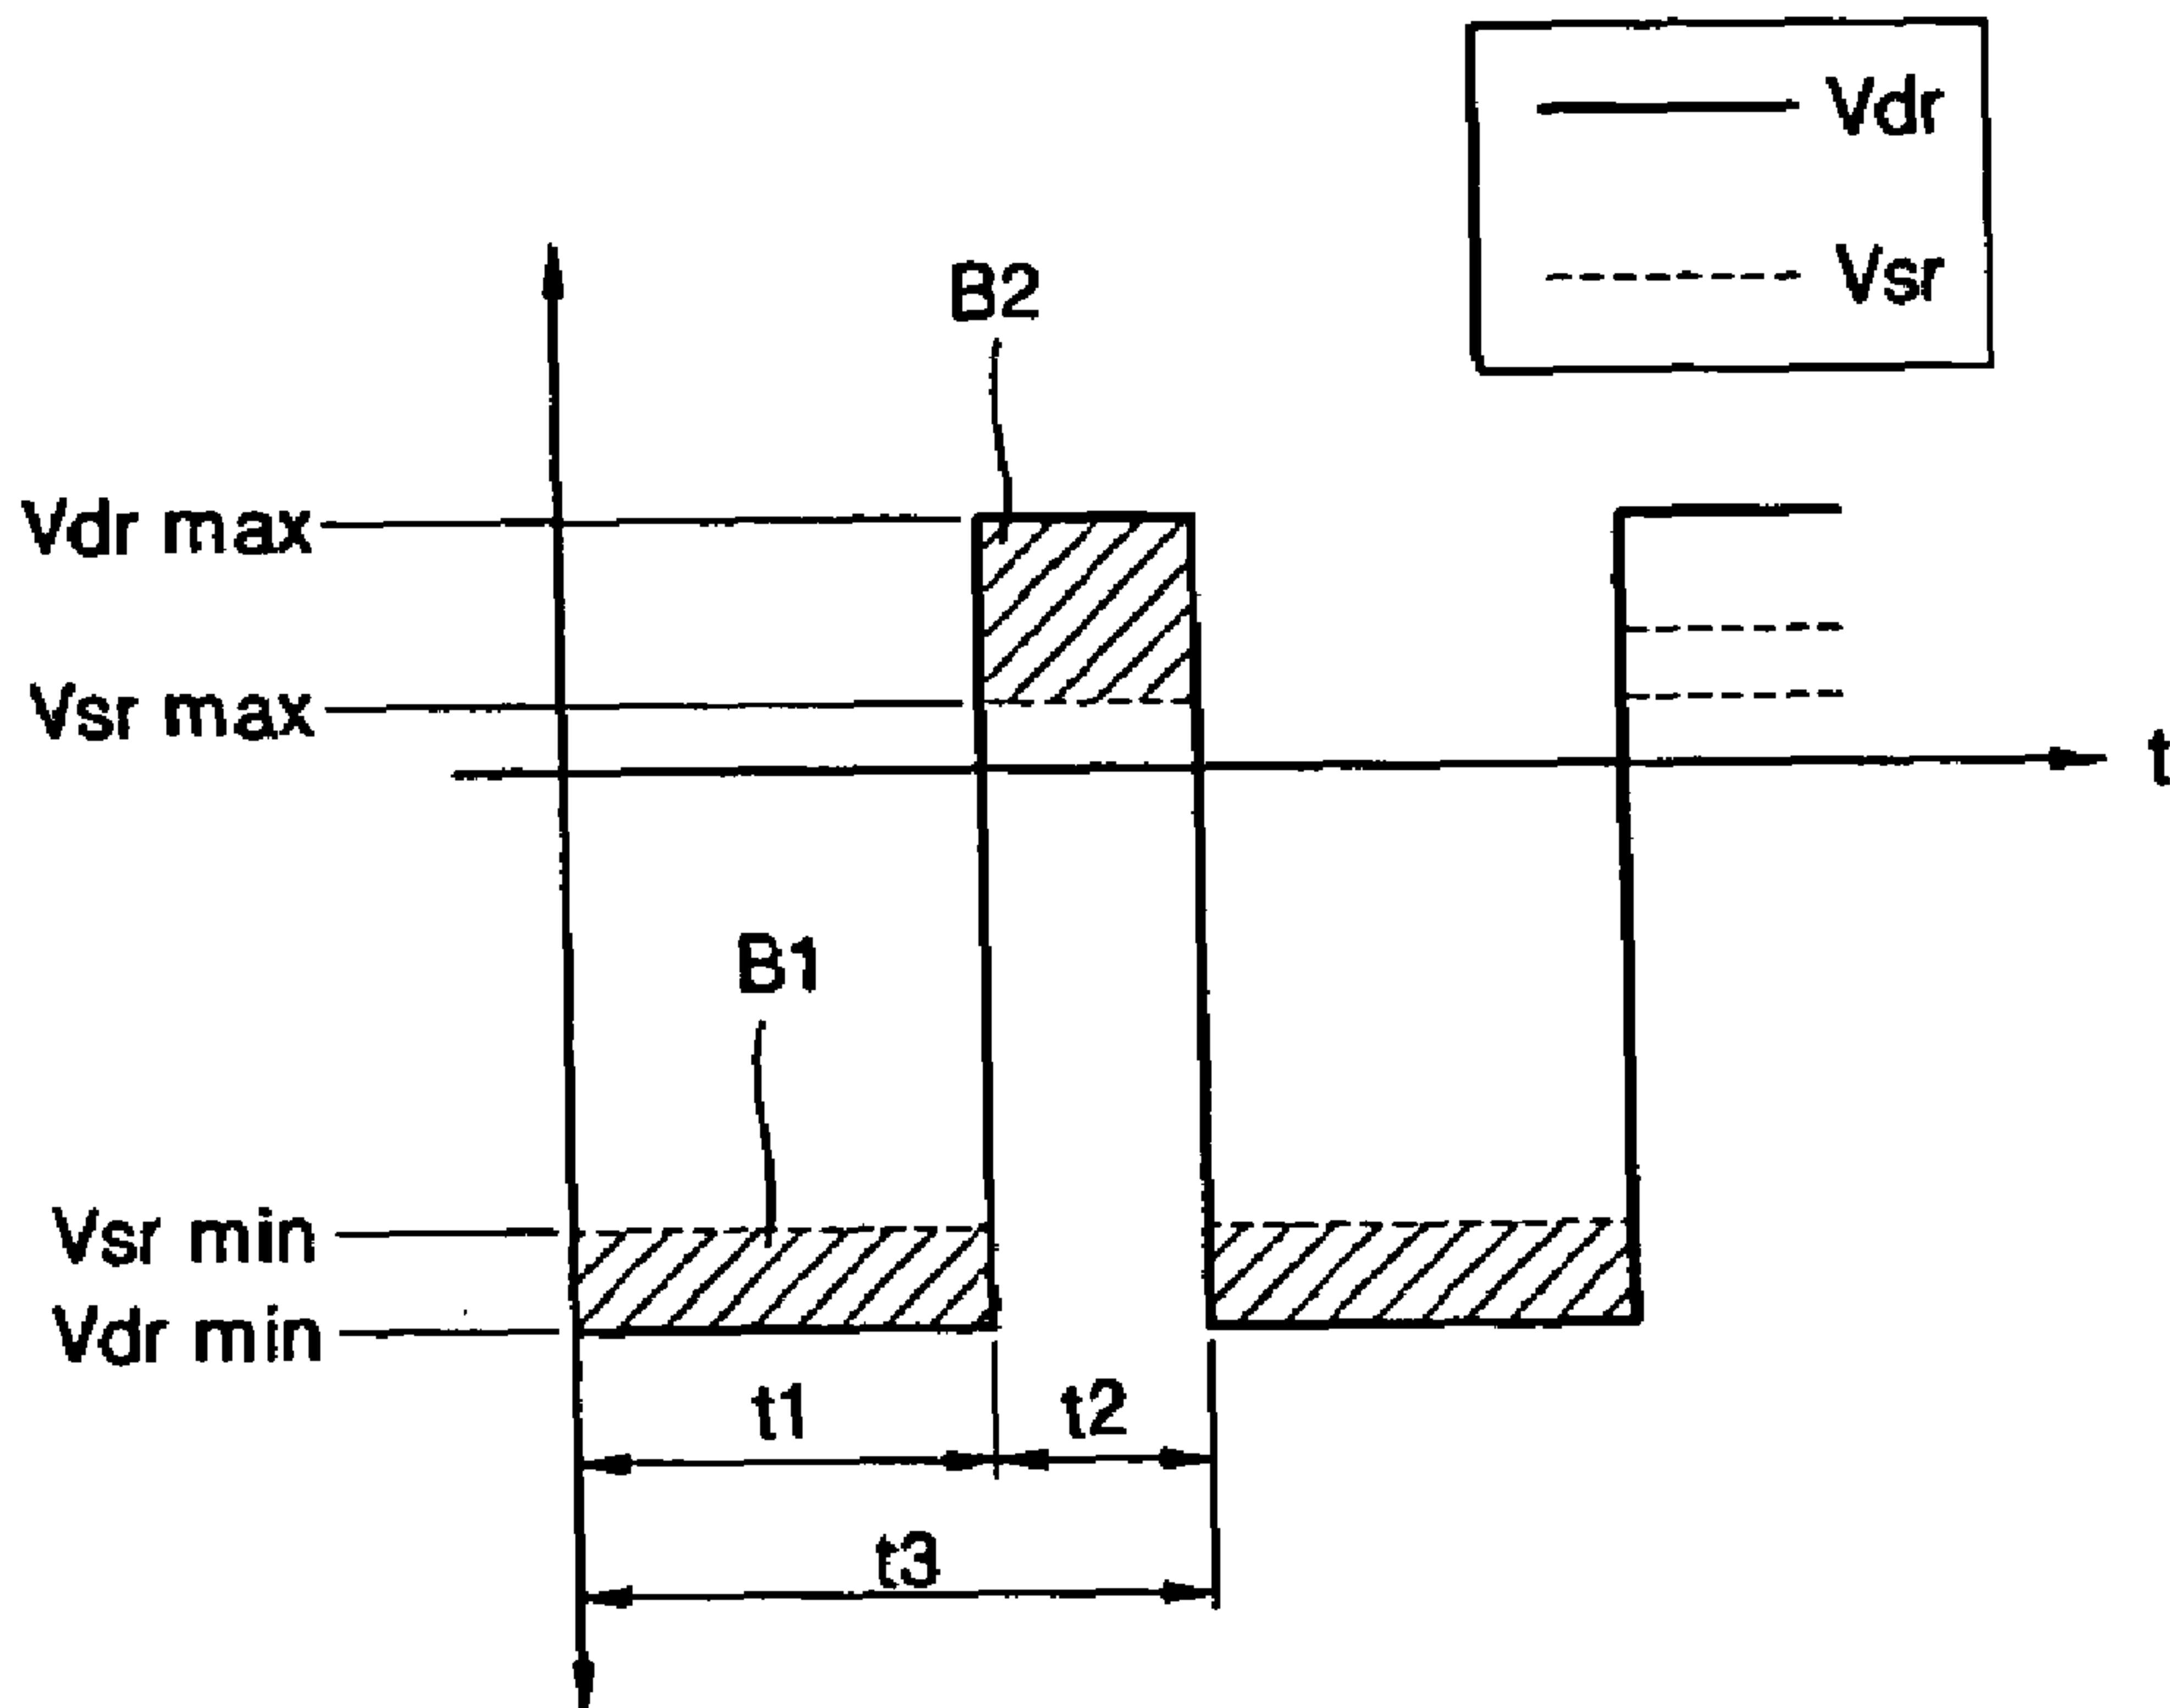 Vdr
Vsr
B2
Vdr max
Vsr max
t
B1
Vsr min
Vdr min
t1
t2
t3